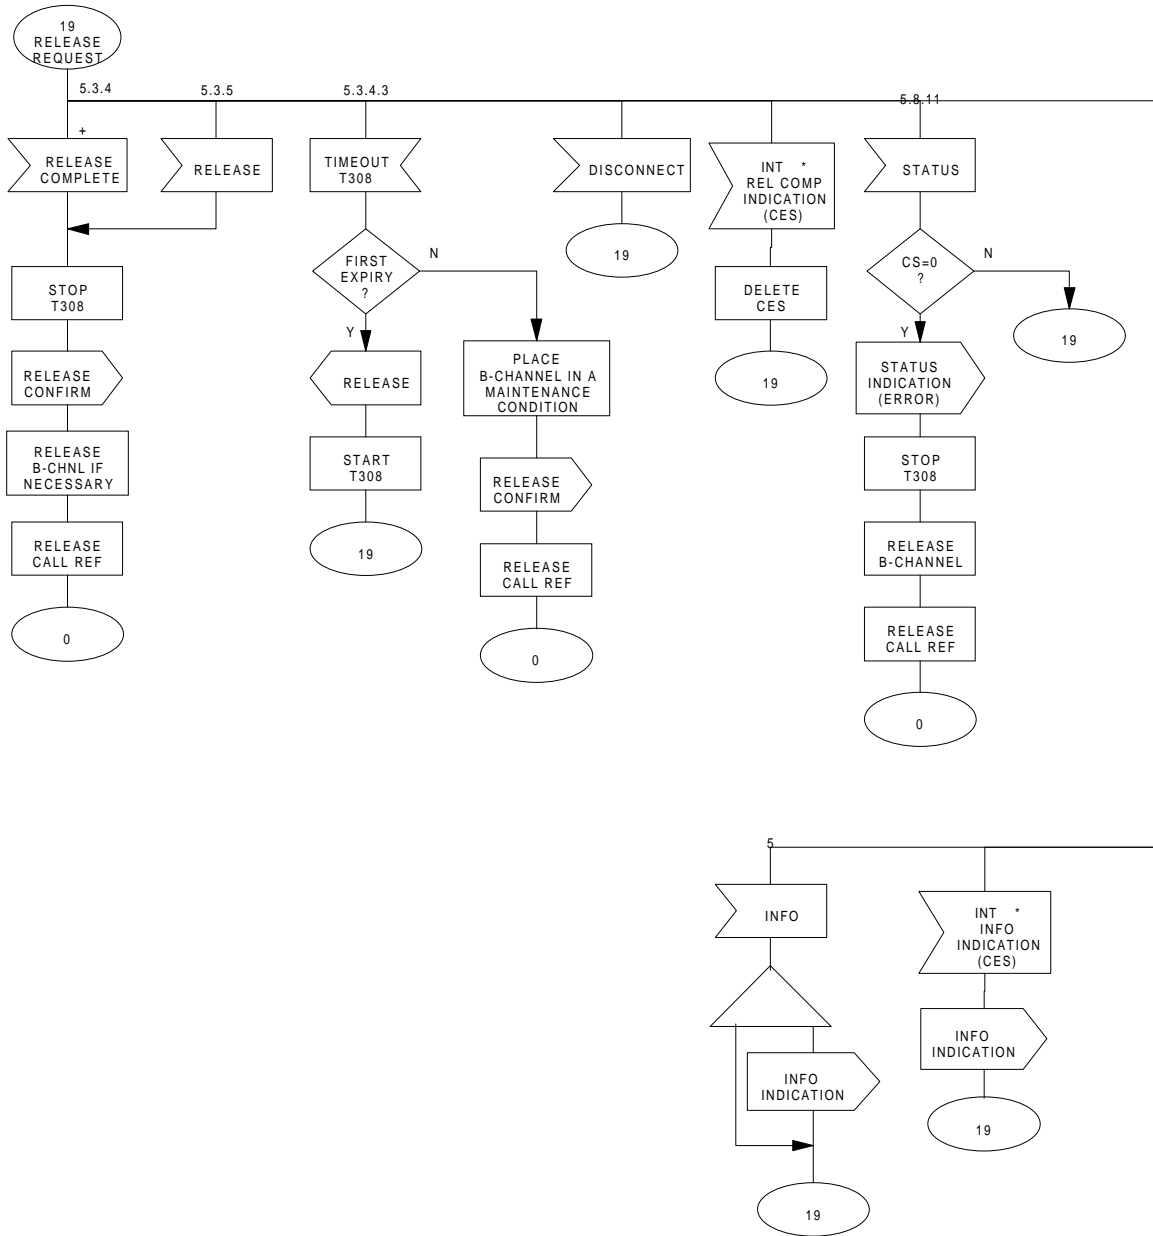 19
RELEASE
REQUEST
5.3.4
5.3.5
5.3.4.3
5.8.11
+
RELEASE
COMPLETE
RELEASE
TIMEOUT
T308
DISCONNECT
INT *
REL COMP
INDICATION
(CES)
STATUS
FIRST
EXPIRY
?
N
Y
19
CS=0
?
N
Y
STOP
T308
DELETE
CES
19
RELEASE
CONFIRM
RELEASE
PLACE
B-CHANNEL IN A
MAINTENANCE
CONDITION
19
STATUS
INDICATION
(ERROR)
RELEASE
B-CHNL IF
NECESSARY
START
T308
RELEASE
CONFIRM
STOP
T308
RELEASE
CALL REF
19
RELEASE
CALL REF
RELEASE
B-CHANNEL
0
0
RELEASE
CALL REF
0
5
INFO
INT *
INFO
INDICATION
(CES)
INFO
INDICATION
INFO
INDICATION
19
19